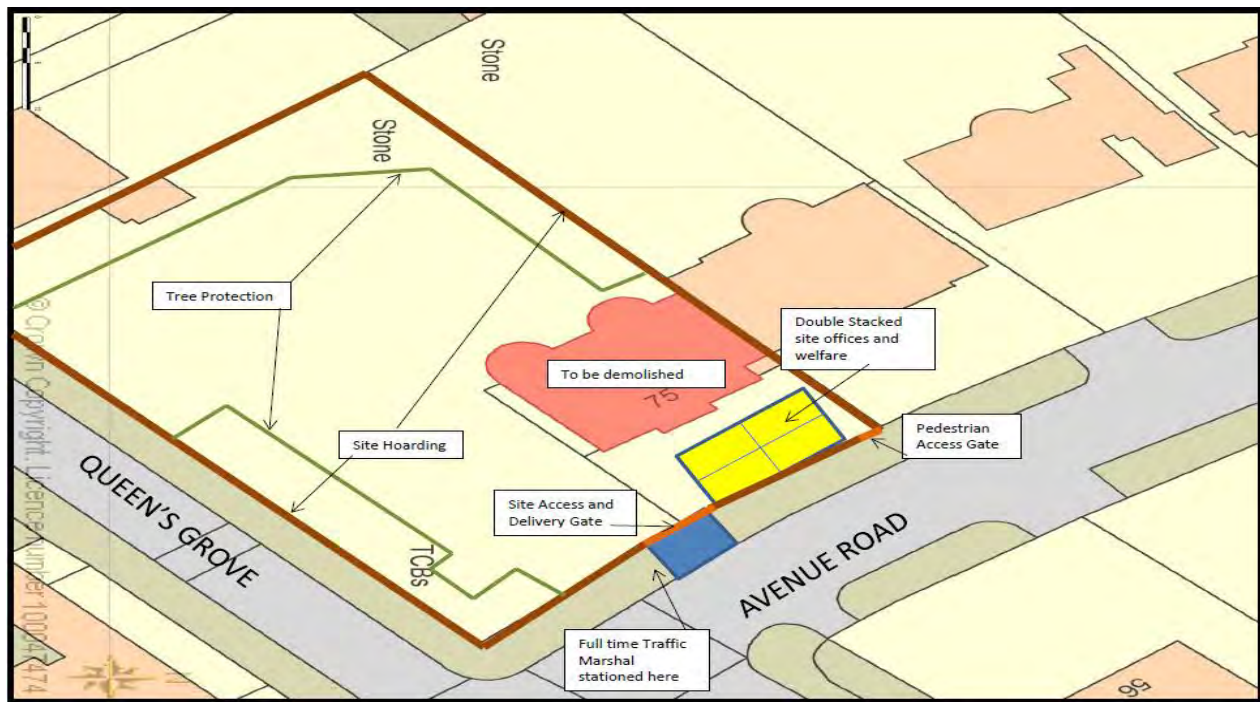 Stone
Stone
Tree Protection
Double Stacked
site offices and
welfare
To be demolished
75
Pedestrian
Access Gate
Site Hoarding
Site Access and
Delivery Gate
QUEEN'S GROVE
TCBs
AVENUE ROAD
Full time Traffic
Marshal
stationed here
56
© Crown Copyright. Licence number 100047474